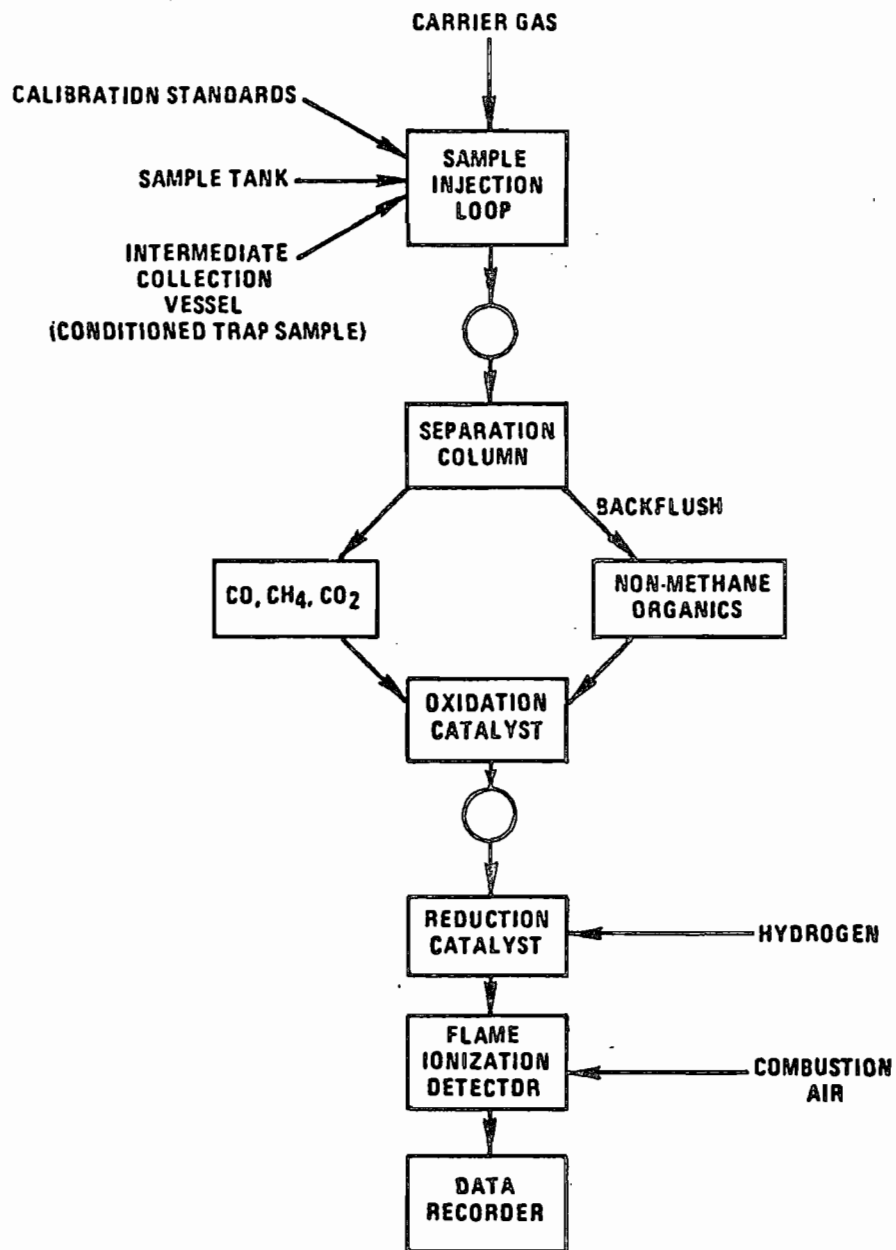 CARRIER GAS
CALIBRATION STANDARDS
SAMPLE
INJECTION
LOOP
SAMPLE TANK
INTERMEDIATE
COLLECTION
VESSEL
(CONDITIONED TRAP SAMPLE)
SEPARATION
COLUMN
BACKFLUSH
CO, CH4, CO2
NON-METHANE
ORGANICS
OXIDATION
CATALYST
REDUCTION
CATALYST
HYDROGEN
FLAME
IONIZATION
DETECTOR
COMBUSTION
AIR
DATA
RECORDER